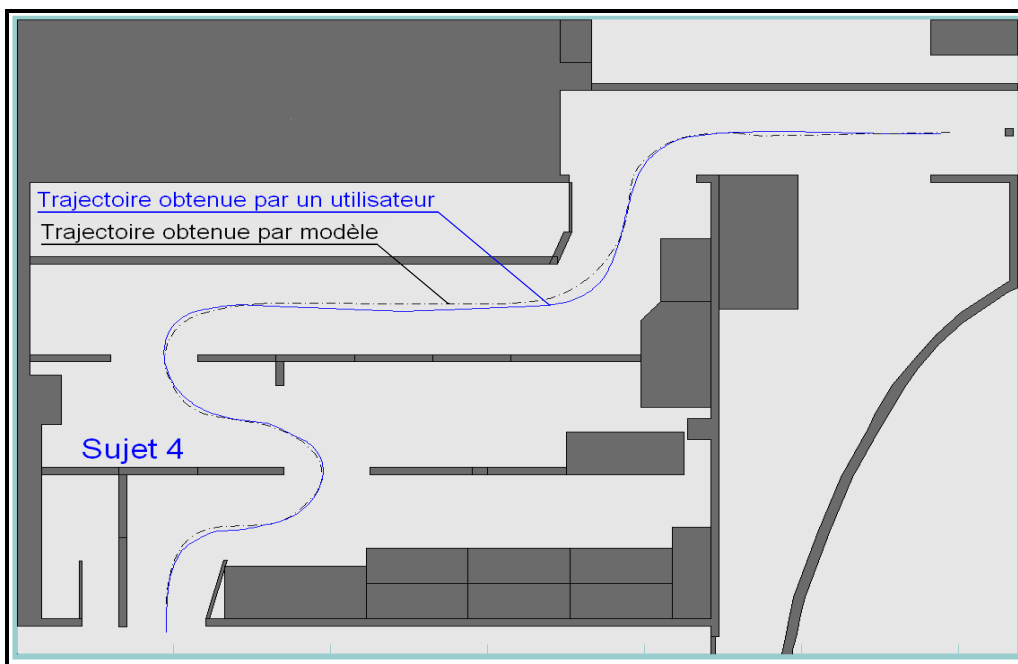 Trajectoire obtenue par un utilisateur
Trajectoire obtenue par modèle
Sujet 4